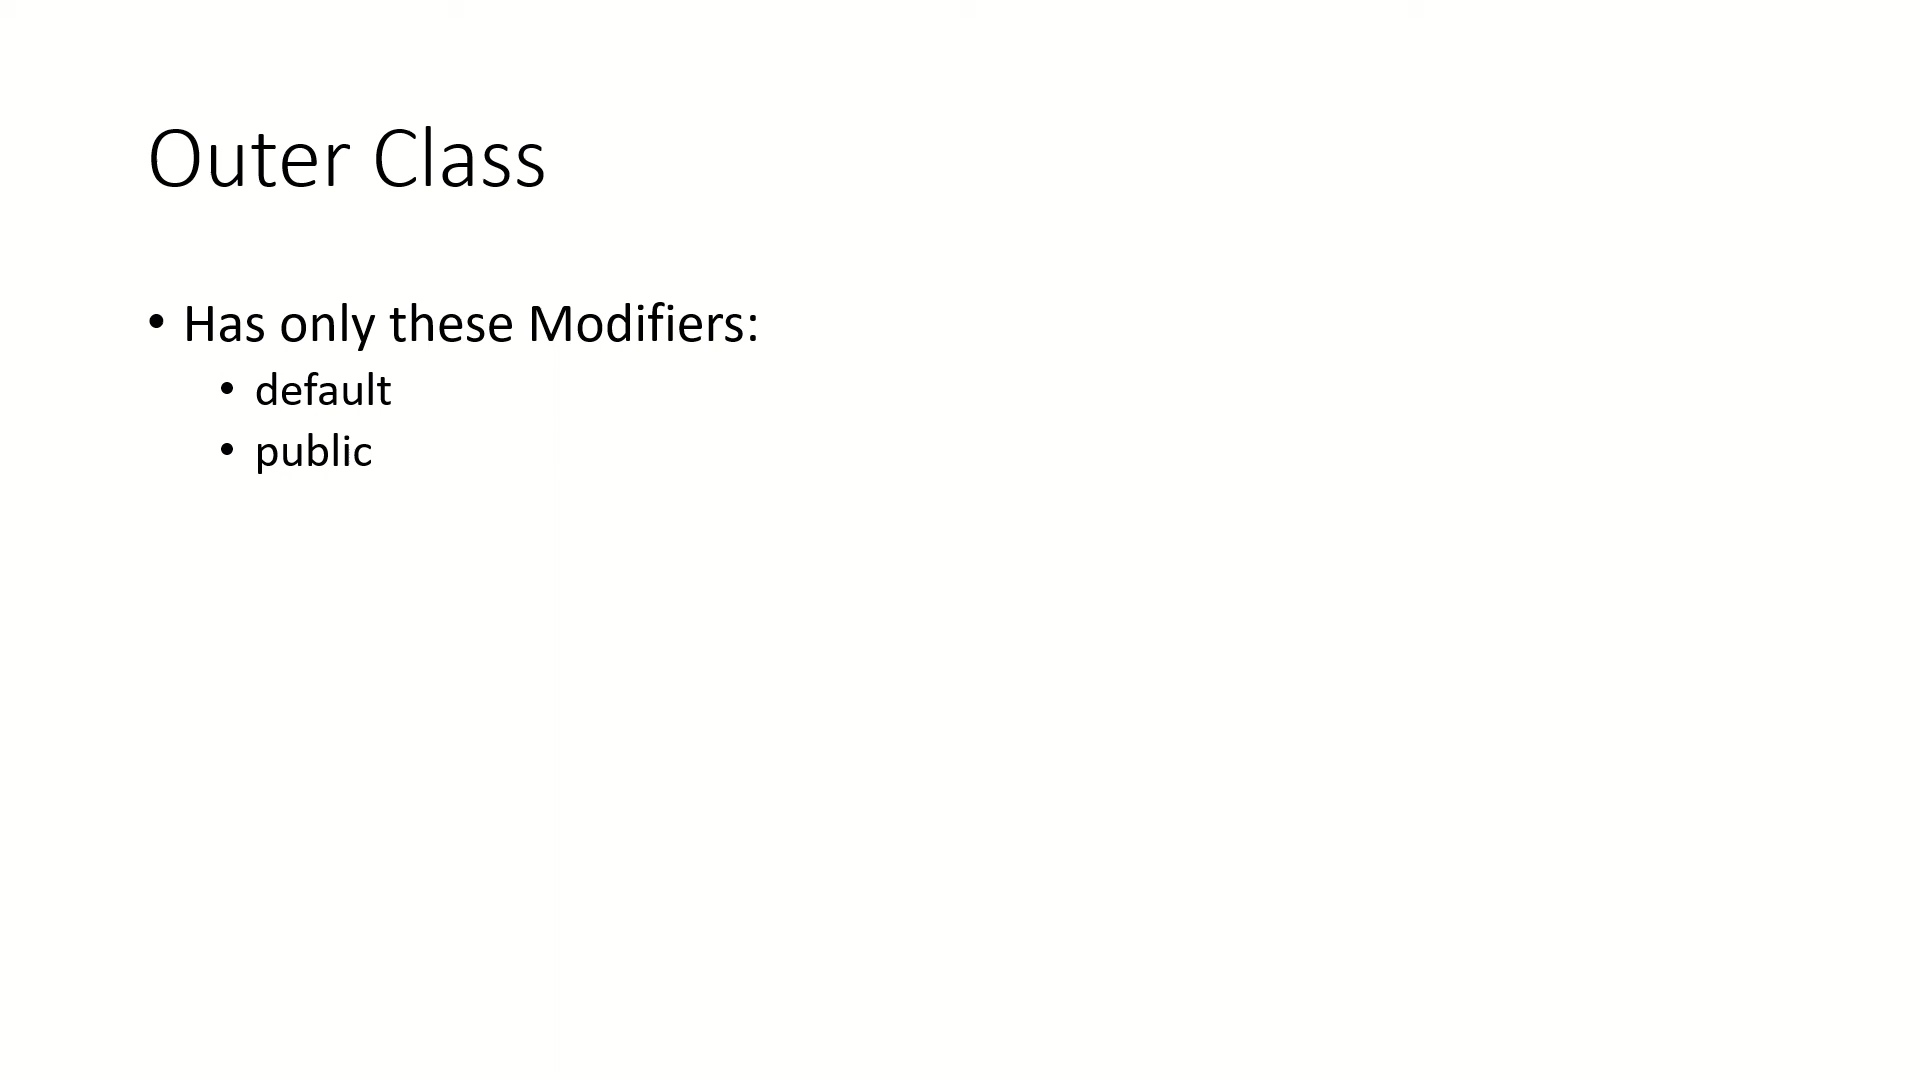 Outer Class
• Has only these Modifiers:
• default
• public